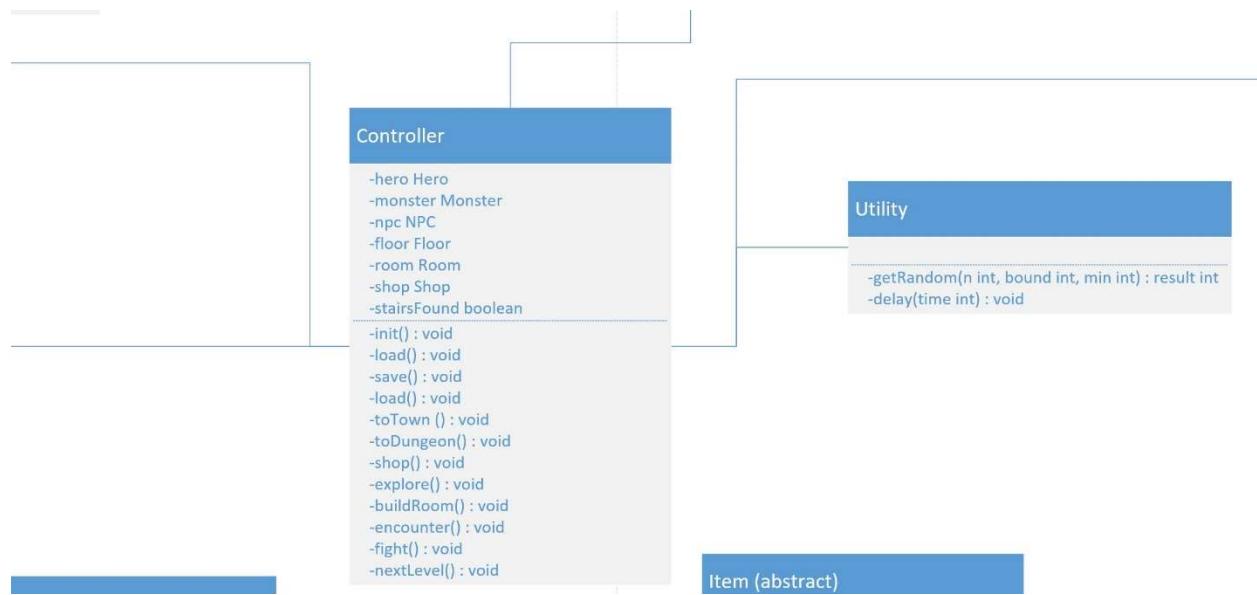 Controller
-hero Hero
-monster Monster
-npc NPC
-floor Floor
-room Room
-shop Shop
-stairsFound boolean
-init() : void
-load() : void
-save() : void
-load() : void
-toTown () : void
-toDungeon() : void
-shop() : void
-explore() : void
-buildRoom() : void
-encounter() : void
-fight() : void
-nextLevel() : void
Utility
-getRandom(n int, bound int, min int) : result int
-delay(time int) : void
Item (abstract)